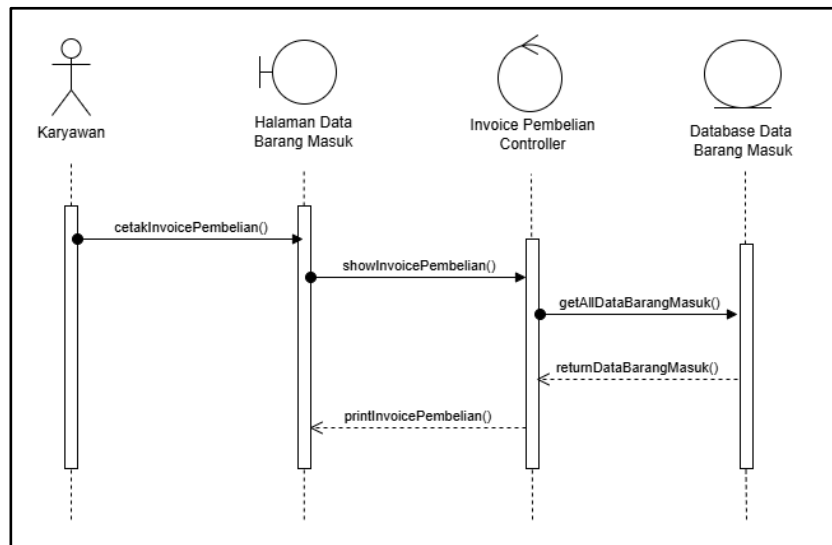 Karyawan
Halaman Data
Barang Masuk
Invoice Pembelian
Controller
Database Data
Barang Masuk
cetakInvoicePembelian()
showInvoicePembelian()
getAllDataBarangMasuk()
returnDataBarangMasuk()
printInvoicePembelian()